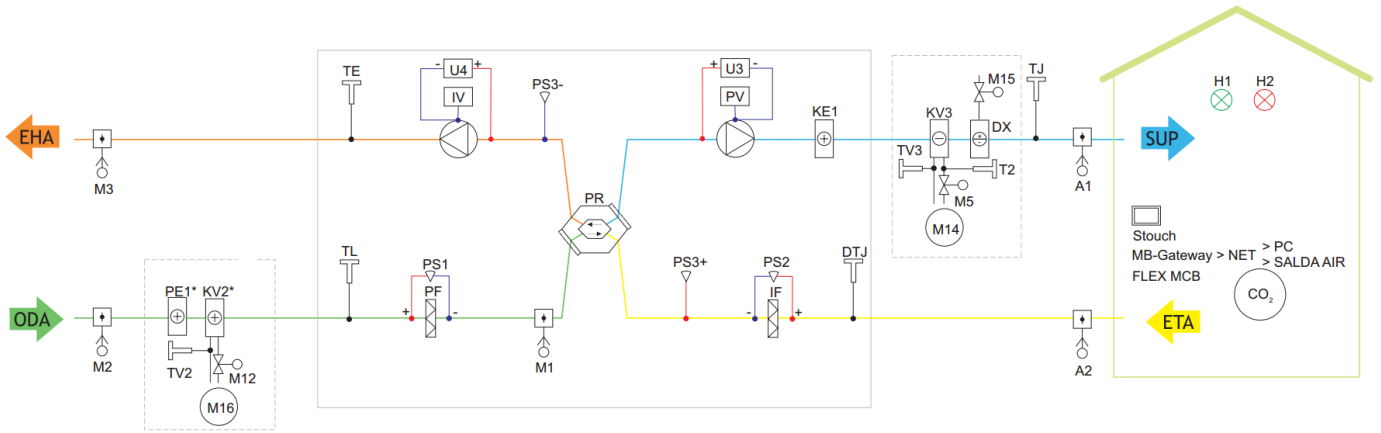 TE
- U4 +
IV
PS3-
+ U3 -
PV
KE1
KV3
M15
DX
TJ
H1 H2
EHA
M3
SUP
A1
TV3
T2
M5
M14
PR
Stouch
MB-Gateway > NET > PC
> SALDA AIR
FLEX MCB
CO2
TL
PS1
PF
+ -
PS3+
PS2
IF
- +
DTJ
ODA
M2
PE1* KV2*
TV2
M12
M16
M1
A2
ETA